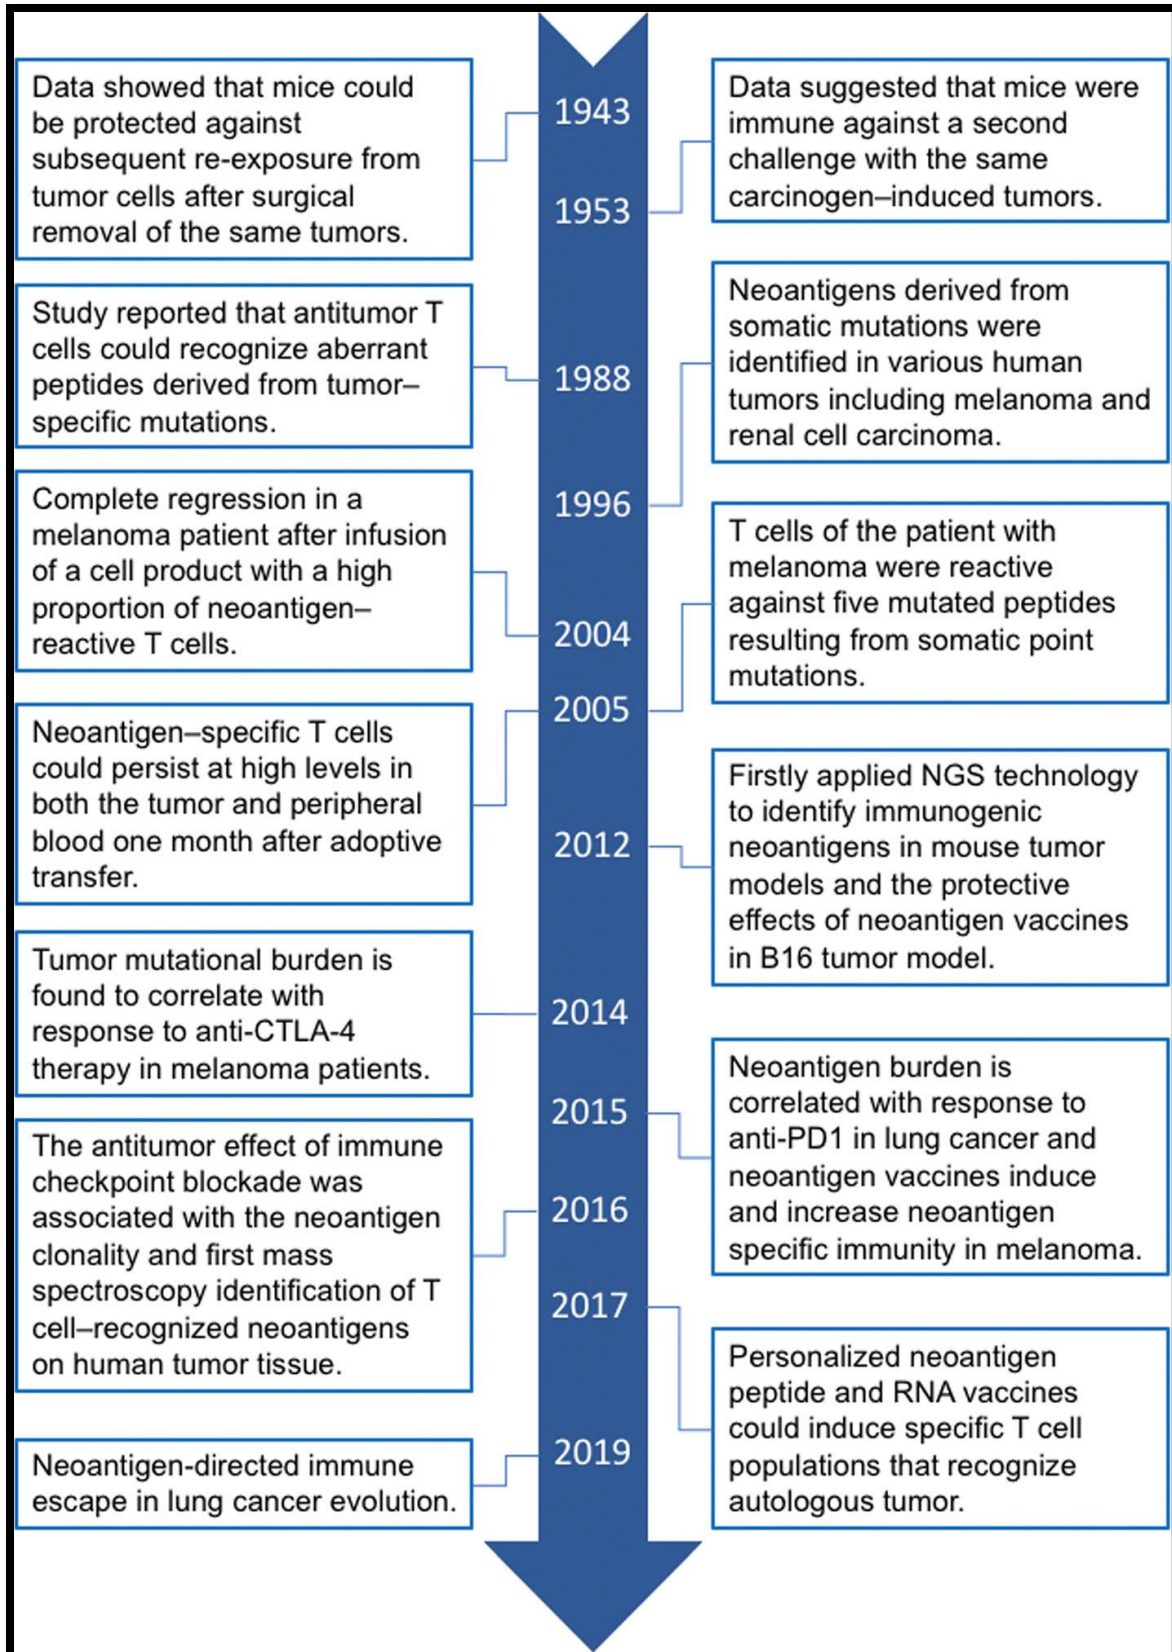 1943
Data showed that mice could
be protected against
subsequent re-exposure from
tumor cells after surgical
removal of the same tumors.
1953
Data suggested that mice were
immune against a second
challenge with the same
carcinogen–induced tumors.
1988
Study reported that antitumor T
cells could recognize aberrant
peptides derived from tumor–
specific mutations.
1996
Neoantigens derived from
somatic mutations were
identified in various human
tumors including melanoma and
renal cell carcinoma.
2004
Complete regression in a
melanoma patient after infusion
of a cell product with a high
proportion of neoantigen–
reactive T cells.
2005
T cells of the patient with
melanoma were reactive
against five mutated peptides
resulting from somatic point
mutations.
Neoantigen–specific T cells
could persist at high levels in
both the tumor and peripheral
blood one month after adoptive
transfer.
2012
Firstly applied NGS technology
to identify immunogenic
neoantigens in mouse tumor
models and the protective
effects of neoantigen vaccines
in B16 tumor model.
2014
Tumor mutational burden is
found to correlate with
response to anti-CTLA-4
therapy in melanoma patients.
2015
Neoantigen burden is
correlated with response to
anti-PD1 in lung cancer and
neoantigen vaccines induce
and increase neoantigen
specific immunity in melanoma.
2016
The antitumor effect of immune
checkpoint blockade was
associated with the neoantigen
clonality and first mass
spectroscopy identification of T
cell–recognized neoantigens
on human tumor tissue.
2017
Personalized neoantigen
peptide and RNA vaccines
could induce specific T cell
populations that recognize
autologous tumor.
2019
Neoantigen-directed immune
escape in lung cancer evolution.